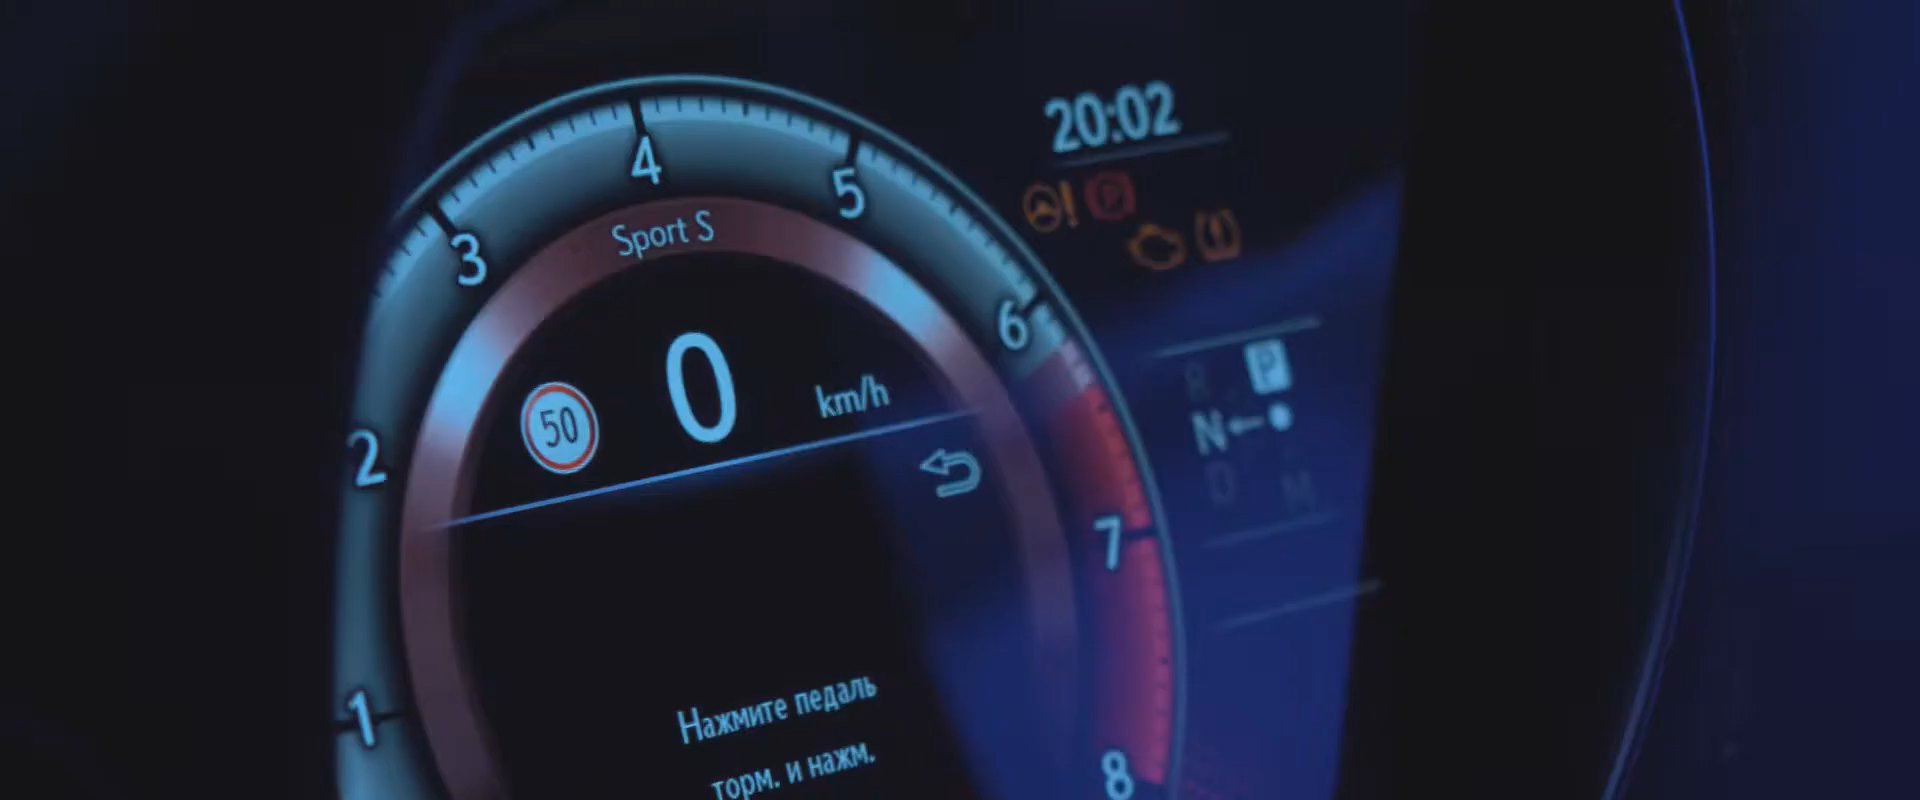 20:02
4
5
3
Sport S
6
P
R
0
50
km/h
N
2
D
M
7
Нажмите педаль
1
торм. и нажм.
8